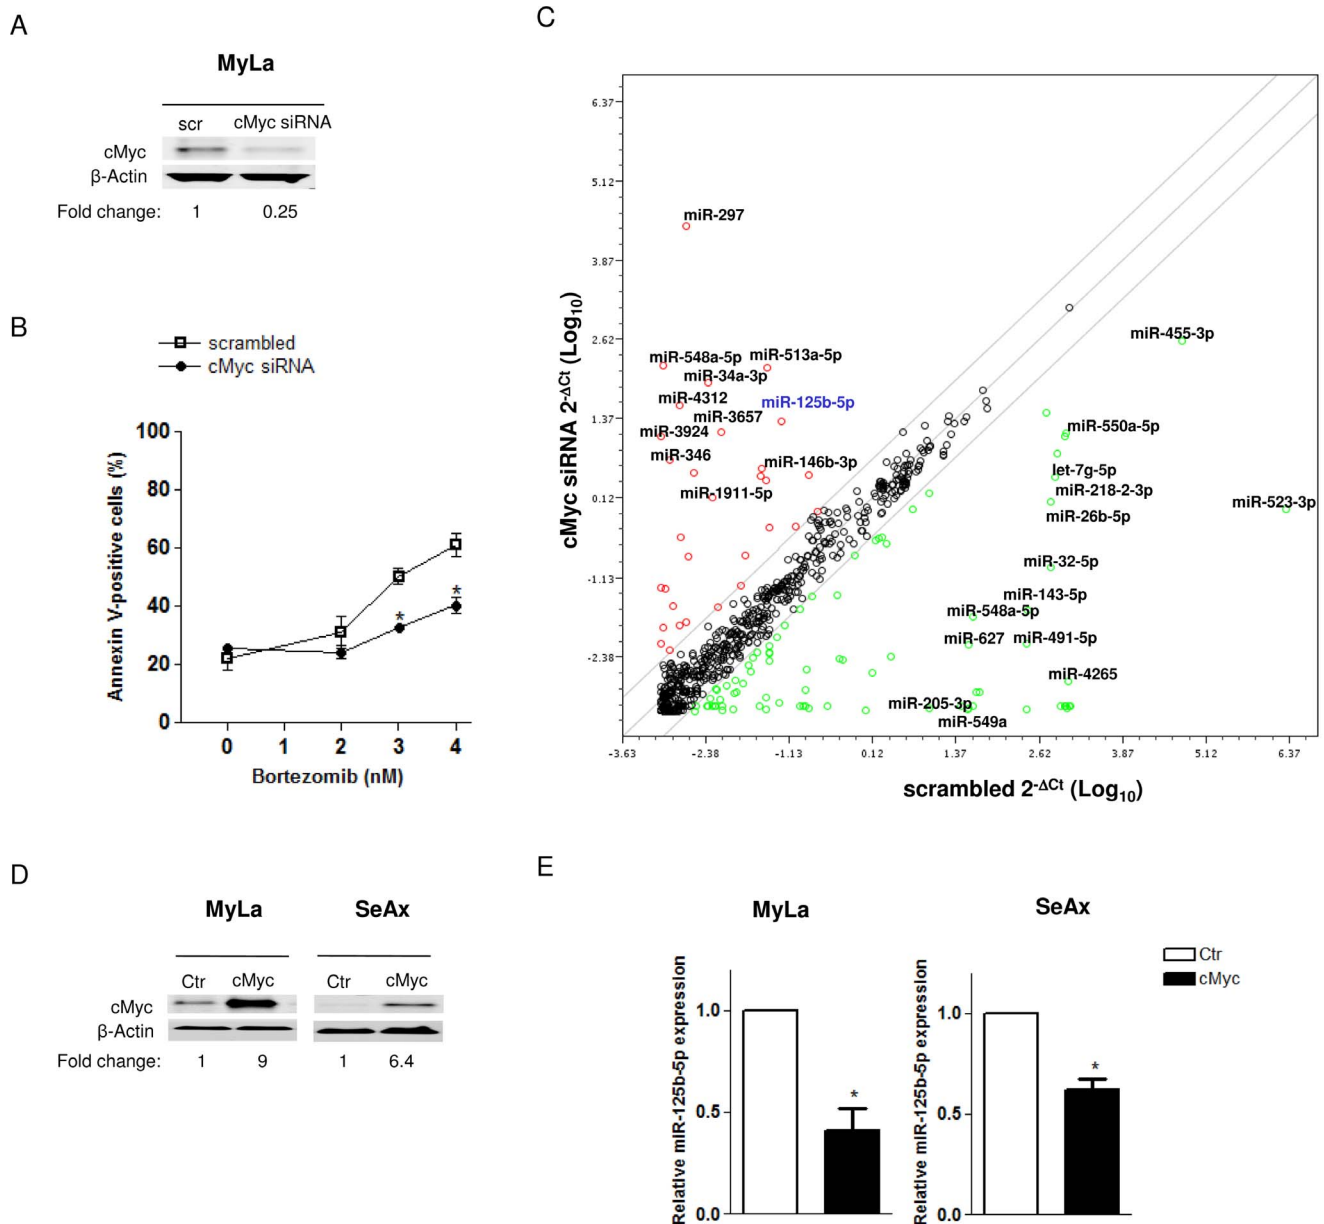 A
MyLa
scr cMyc siRNA
cMyc
β-Actin
Fold change: 1 0.25
B
scrambled
cMyc siRNA
Annexin V-positive cells (%)
100
80
60
40
20
0
* *
0 1 2 3 4
Bortezomib (nM)
C
cMyc siRNA 2-ΔCt (Log10)
6.37
5.12
3.87
2.62
1.37
0.12
-1.13
-2.38
miR-297
miR-455-3p
miR-548a-5p miR-513a-5p
miR-34a-3p
miR-4312 miR-125b-5p
miR-3657
miR-550a-5p
miR-3924
miR-346 miR-146b-3p
let-7g-5p
miR-1911-5p miR-218-2-3p
miR-523-3p
miR-26b-5p
miR-32-5p
miR-143-5p
miR-548a-5p
miR-627 miR-491-5p
miR-4265
miR-205-3p
miR-549a
-3.63 -2.38 -1.13 0.12 1.37 2.62 3.87 5.12 6.37
scrambled 2-ΔCt (Log10)
D
MyLa SeAx
Ctr cMyc Ctr cMyc
cMyc
β-Actin
Fold change: 1 9 1 6.4
E
MyLa SeAx
Ctr
cMyc
Relative miR-125b-5p expression
1.0
0.5
0.0
*
Relative miR-125b-5p expression
1.0
0.5
0.0
*